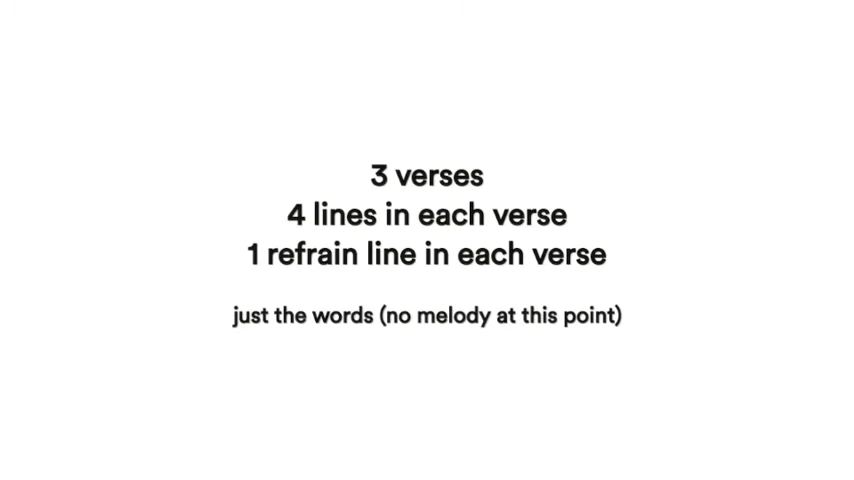 3 verses
4 lines in each verse
1 refrain line in each verse
just the words (no melody at this point)